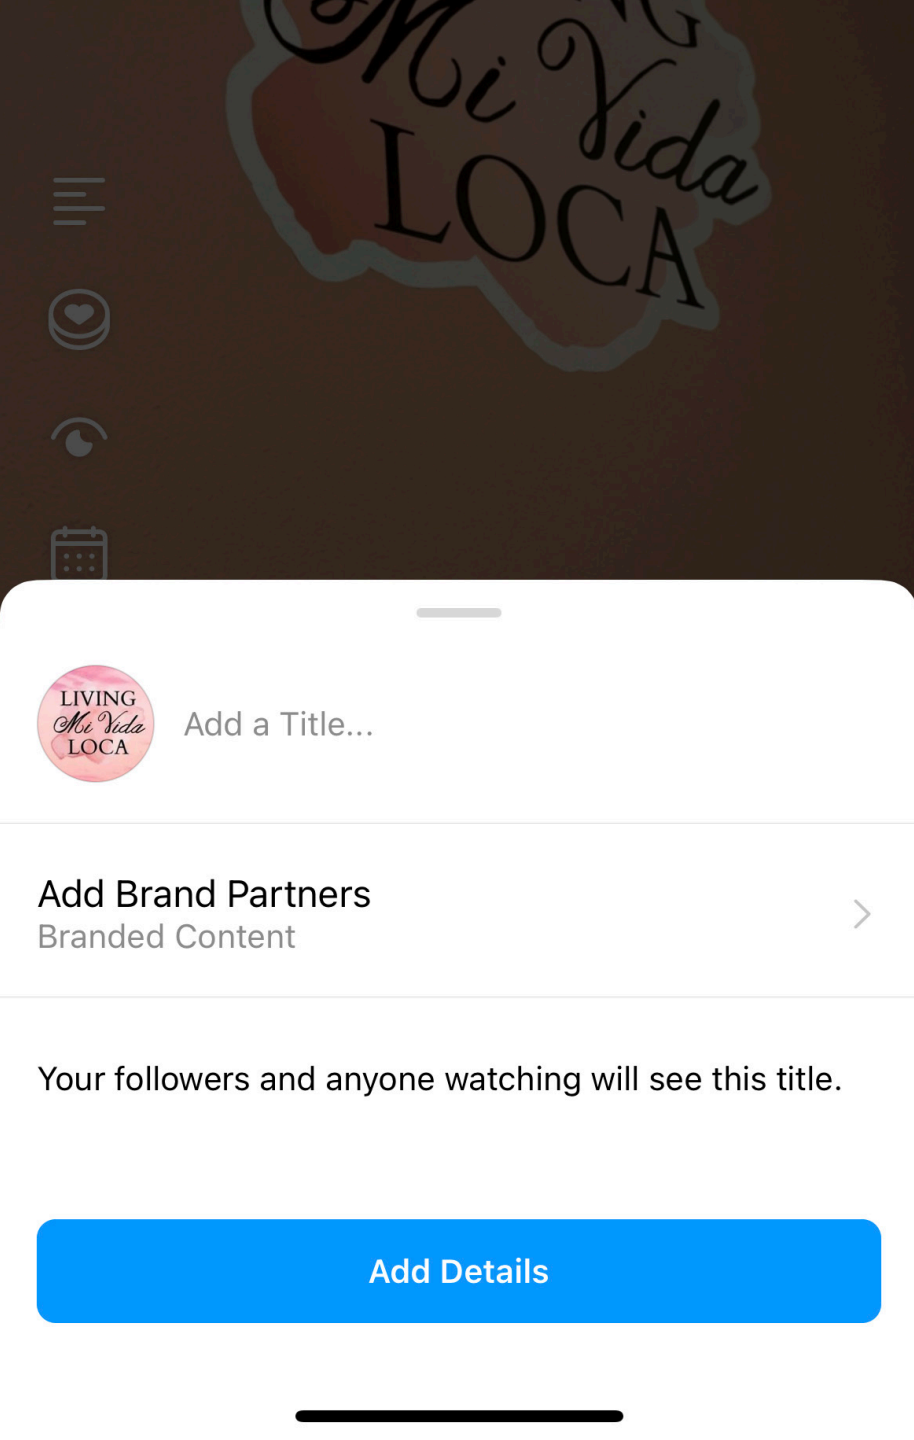 Mi Vida
LOCA
LIVING
Mi Vida
LOCA
Add a Title...
Add Brand Partners
Branded Content
Your followers and anyone watching will see this title.
Add Details